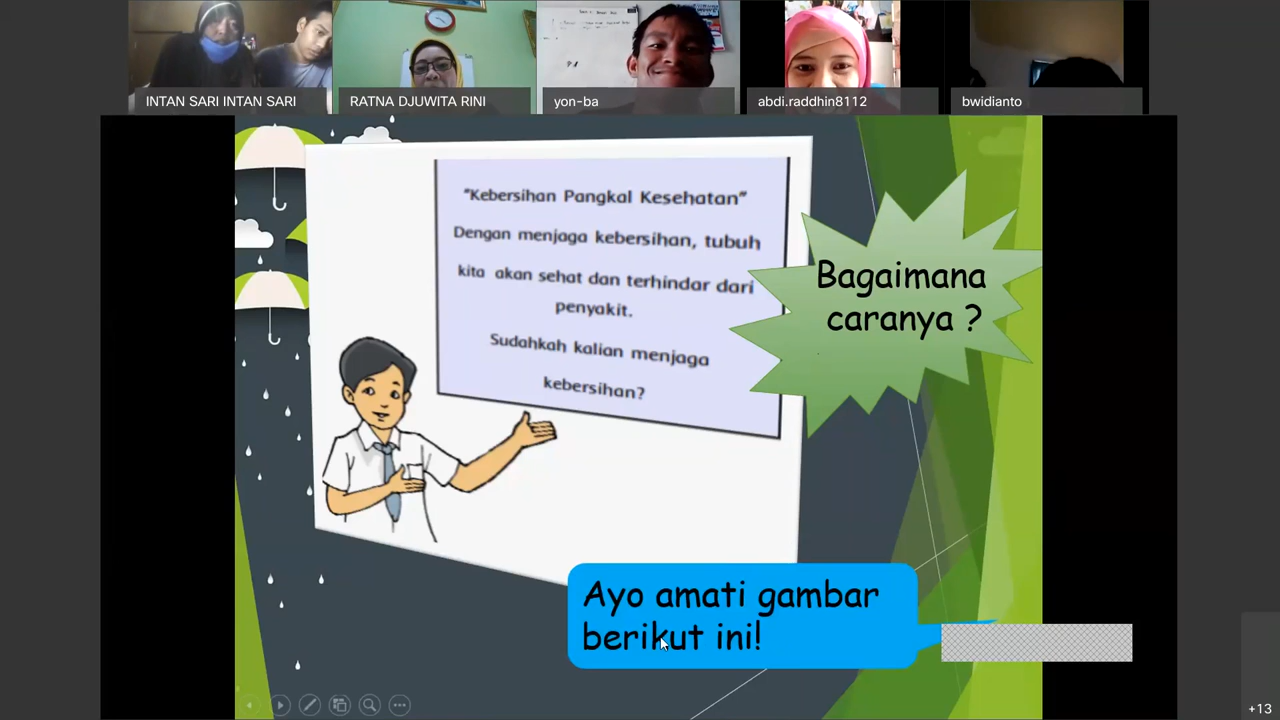 INTAN SARI INTAN SARI
RATNA DJUWITA RINI
yon-ba
abdi.raddhin8112
bwidianto
"Kebersihan Pangkal Kesehatan"
Dengan menjaga kebersihan, tubuh
kita akan sehat dan terhindar dari
penyakit.
Sudahkah kalian menjaga
kebersihan?
Bagaimana
caranya ?
Ayo amati gambar
berikut ini!
+13